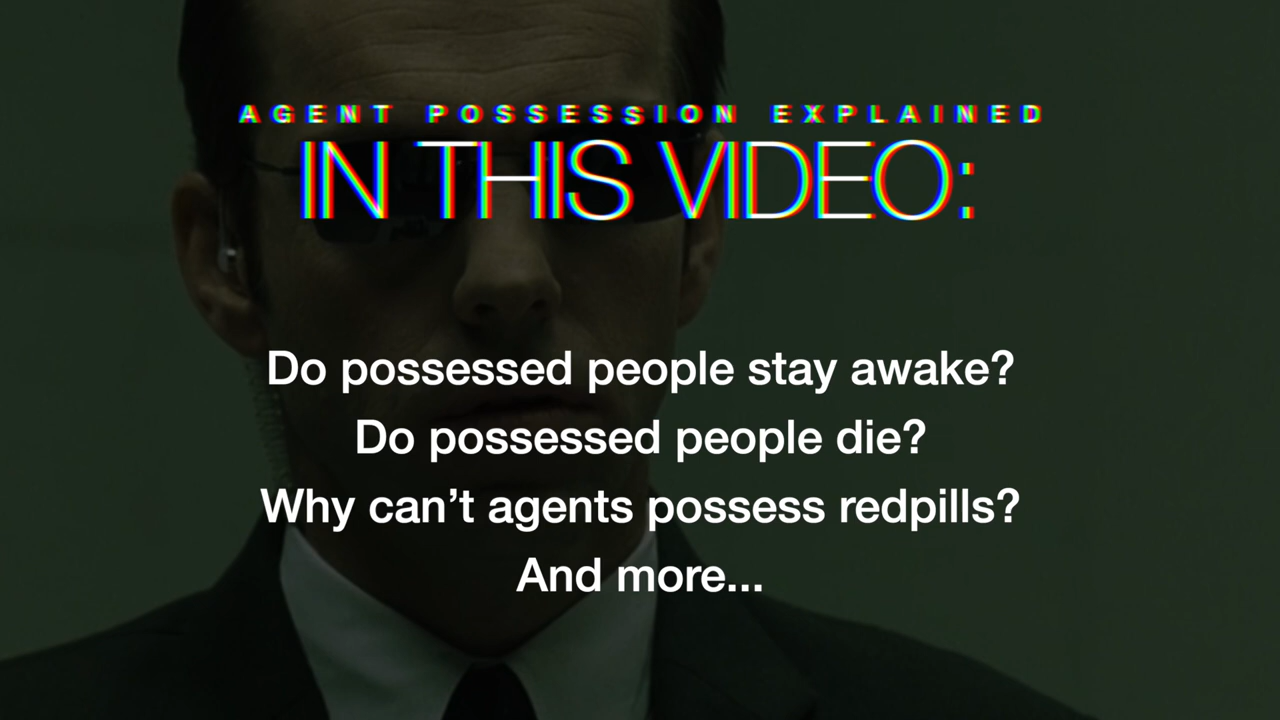 AGENT POSSESSION EXPLAINED
IN THIS VIDEO:
Do possessed people stay awake?
Do possessed people die?
Why can’t agents possess redpills?
And more...